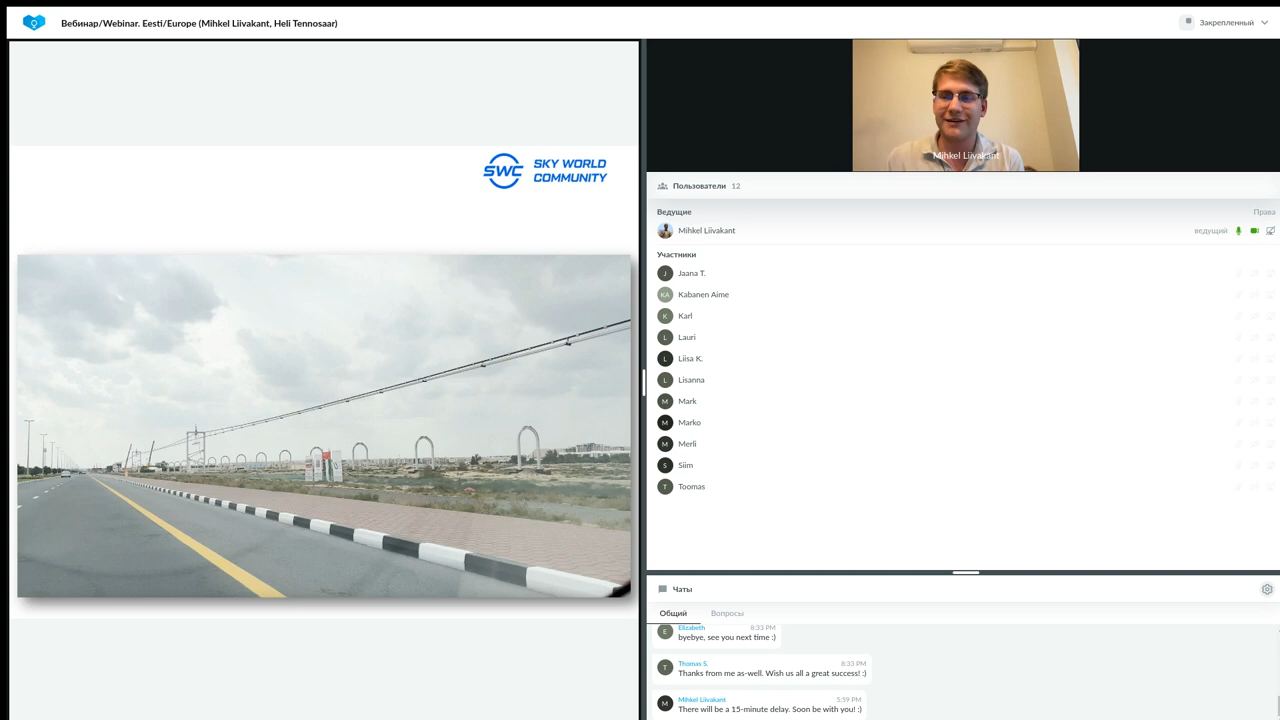 Вебинар/Webinar. Eesti/Europe (Mihkel Liivakant, Heli Tennosaar)
Закрепленный
SWC SKY WORLD
COMMUNITY
Mihkel Liivakant
Пользователи 12
Ведущие Права
Mihkel Liivakant ведущий
Участники
J Jaana T.
KA Kabanen Aime
K Karl
L Lauri
L Liisa K.
L Lisanna
M Mark
M Marko
M Merli
S Siim
T Toomas
Чаты
Общий Вопросы
Elizabeth 8:33 PM
E byebye, see you next time :)
Thomas S. 8:33 PM
T Thanks from me as-well. Wish us all a great success! :)
Mihkel Liivakant 5:59 PM
M There will be a 15-minute delay. Soon be with you! :)